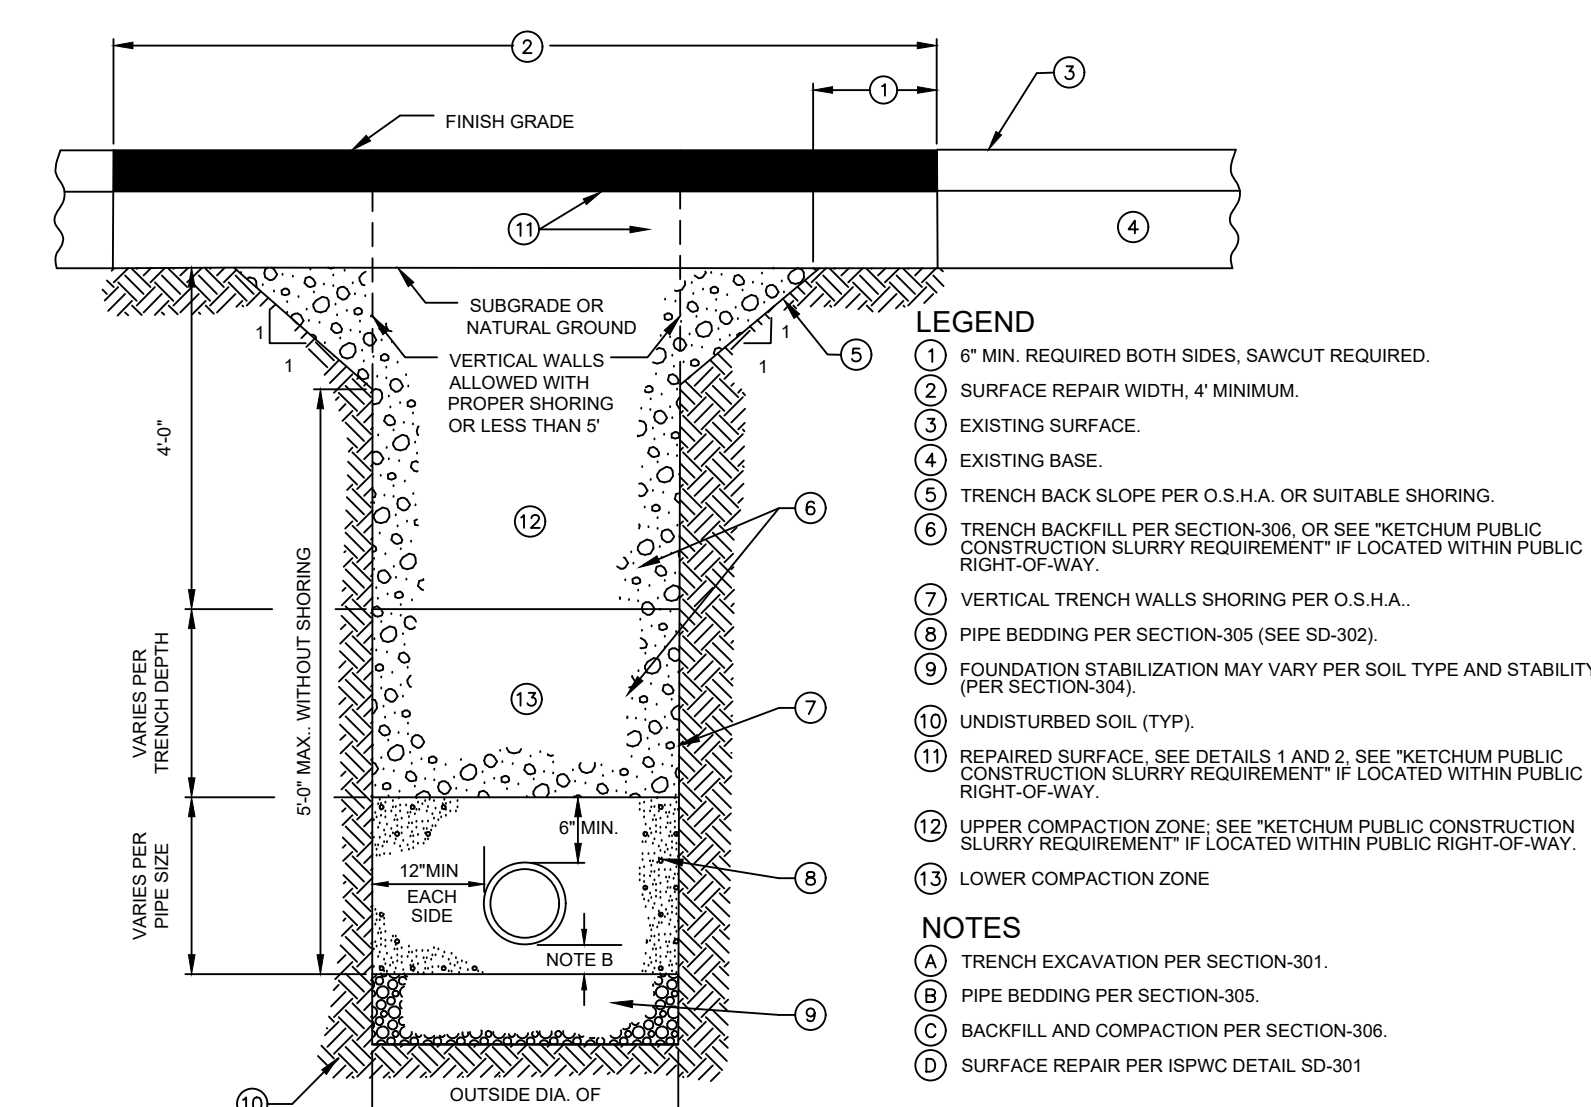 2
1
3
FINISH GRADE
11
4
SUBGRADE OR
NATURAL GROUND
1
1
VERTICAL WALLS
ALLOWED WITH
PROPER SHORING
OR LESS THAN 5'
1
1
5
4'-0"
12
6
5'-0" MAX.. WITHOUT SHORING
VARIES PER
TRENCH DEPTH
13
7
VARIES PER
PIPE SIZE
6" MIN.
12"MIN
EACH
SIDE
8
NOTE B
9
10
OUTSIDE DIA. OF
LEGEND
1 6" MIN. REQUIRED BOTH SIDES, SAWCUT REQUIRED.
2 SURFACE REPAIR WIDTH, 4' MINIMUM.
3 EXISTING SURFACE.
4 EXISTING BASE.
5 TRENCH BACK SLOPE PER O.S.H.A. OR SUITABLE SHORING.
6 TRENCH BACKFILL PER SECTION-306, OR SEE "KETCHUM PUBLIC
CONSTRUCTION SLURRY REQUIREMENT" IF LOCATED WITHIN PUBLIC
RIGHT-OF-WAY.
7 VERTICAL TRENCH WALLS SHORING PER O.S.H.A..
8 PIPE BEDDING PER SECTION-305 (SEE SD-302).
9 FOUNDATION STABILIZATION MAY VARY PER SOIL TYPE AND STABILITY
(PER SECTION-304).
10 UNDISTURBED SOIL (TYP).
11 REPAIRED SURFACE, SEE DETAILS 1 AND 2, SEE "KETCHUM PUBLIC
CONSTRUCTION SLURRY REQUIREMENT" IF LOCATED WITHIN PUBLIC
RIGHT-OF-WAY.
12 UPPER COMPACTION ZONE; SEE "KETCHUM PUBLIC CONSTRUCTION
SLURRY REQUIREMENT" IF LOCATED WITHIN PUBLIC RIGHT-OF-WAY.
13 LOWER COMPACTION ZONE
NOTES
A TRENCH EXCAVATION PER SECTION-301.
B PIPE BEDDING PER SECTION-305.
C BACKFILL AND COMPACTION PER SECTION-306.
D SURFACE REPAIR PER ISPWC DETAIL SD-301